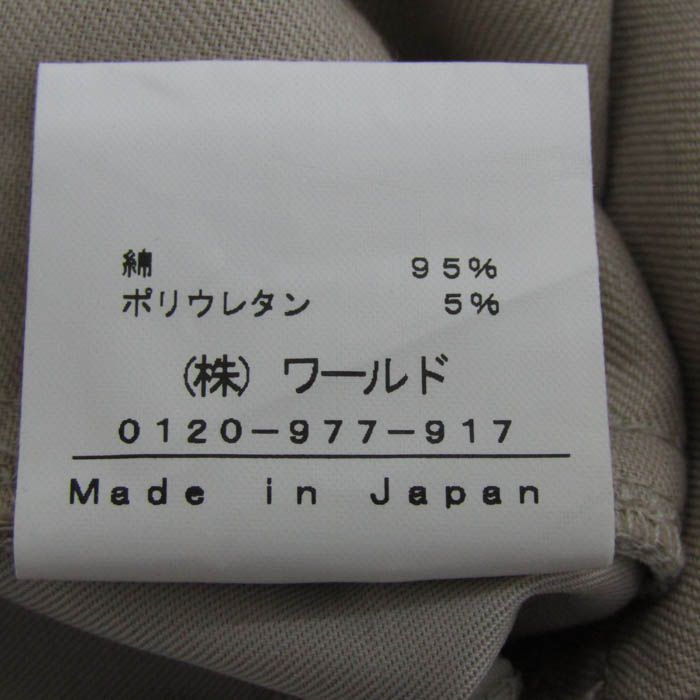 綿 95%
ポリウレタン 5%
(株) ワールド
0120-977-917
Made in Japan